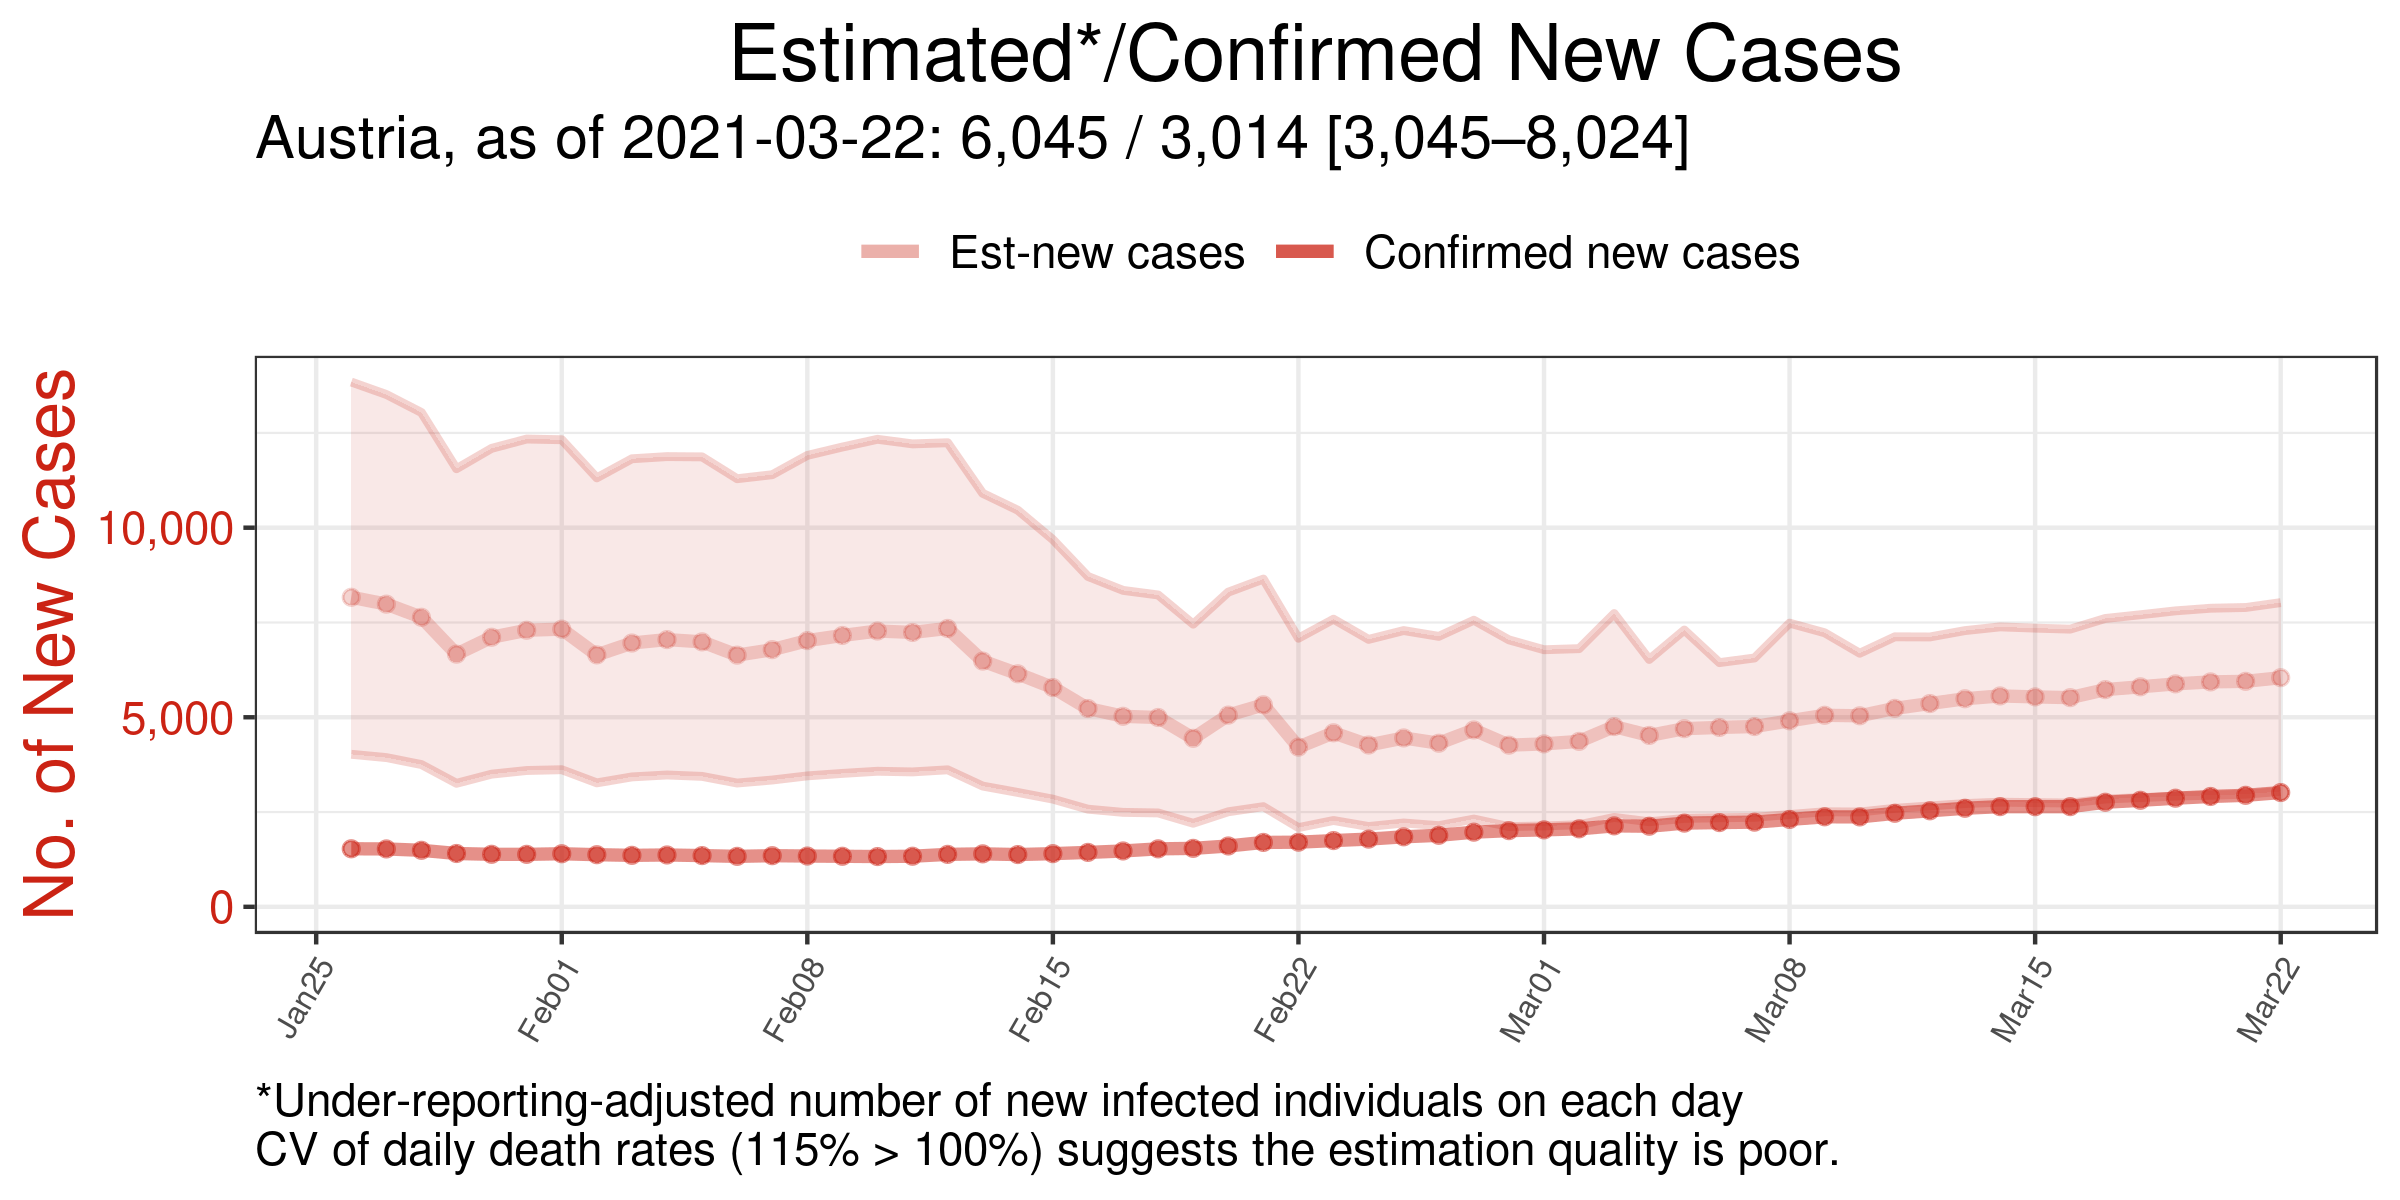 Estimated*/Confirmed New Cases
Austria, as of 2021-03-22: 6,045 / 3,014 [3,045–8,024]
Est-new cases
Confirmed new cases
No. of New Cases
10,000
5,000
0
Jan25
Feb01
Feb08
Feb15
Feb22
Mar01
Mar08
Mar15
Mar22
*Under-reporting-adjusted number of new infected individuals on each day
CV of daily death rates (115% > 100%) suggests the estimation quality is poor.